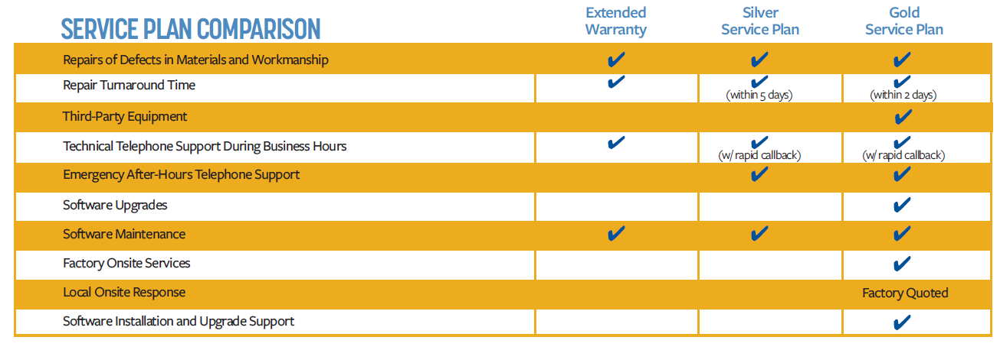 Extended Silver Gold
SERVICE PLAN COMPARISON Warranty Service Plan Service Plan
Repairs of Defects in Materials and Workmanship ✔ ✔ ✔
Repair Turnaround Time ✔ ✔ ✔
(within 5 days) (within 2 days)
Third-Party Equipment ✔
Technical Telephone Support During Business Hours ✔ ✔ ✔
(w/ rapid callback) (w/ rapid callback)
Emergency After-Hours Telephone Support ✔ ✔
Software Upgrades ✔
Software Maintenance ✔ ✔ ✔
Factory Onsite Services ✔
Local Onsite Response Factory Quoted
Software Installation and Upgrade Support ✔